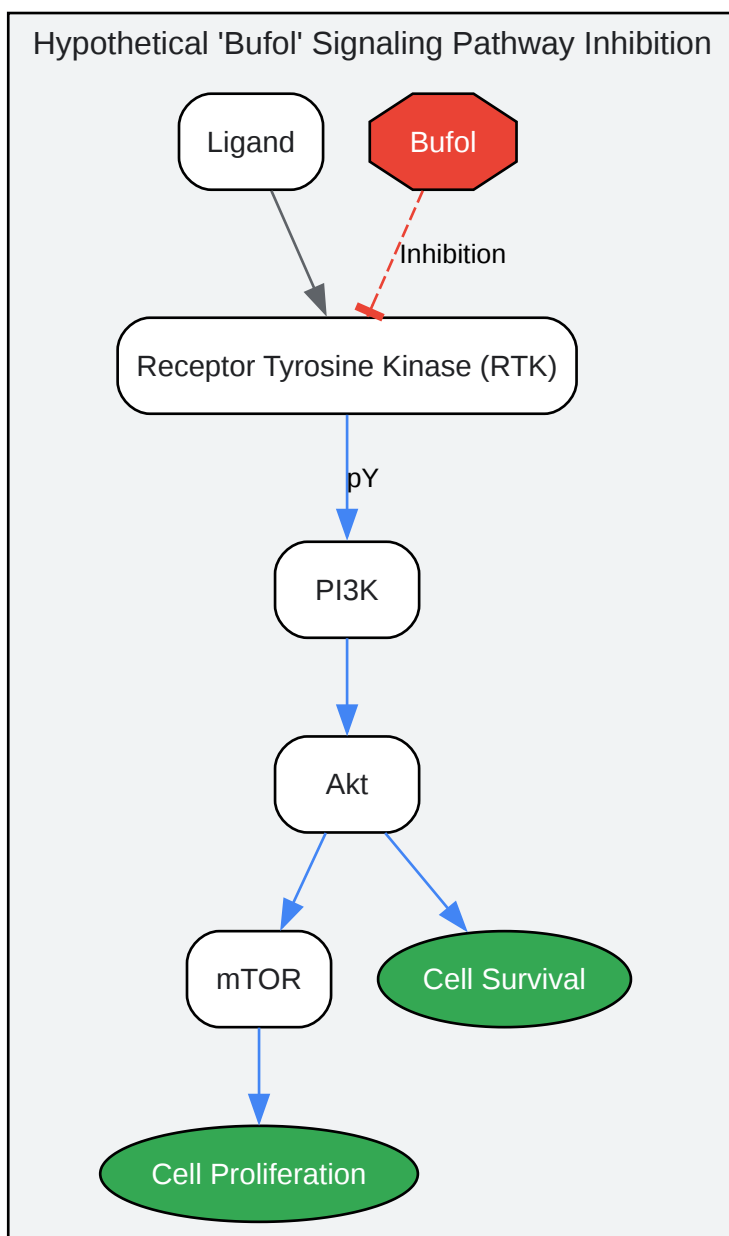 Hypothetical 'Bufol' Signaling Pathway Inhibition
Ligand
Bufol
Inhibition
Receptor Tyrosine Kinase (RTK)
pY
PI3K
Akt
mTOR
Cell Survival
Cell Proliferation